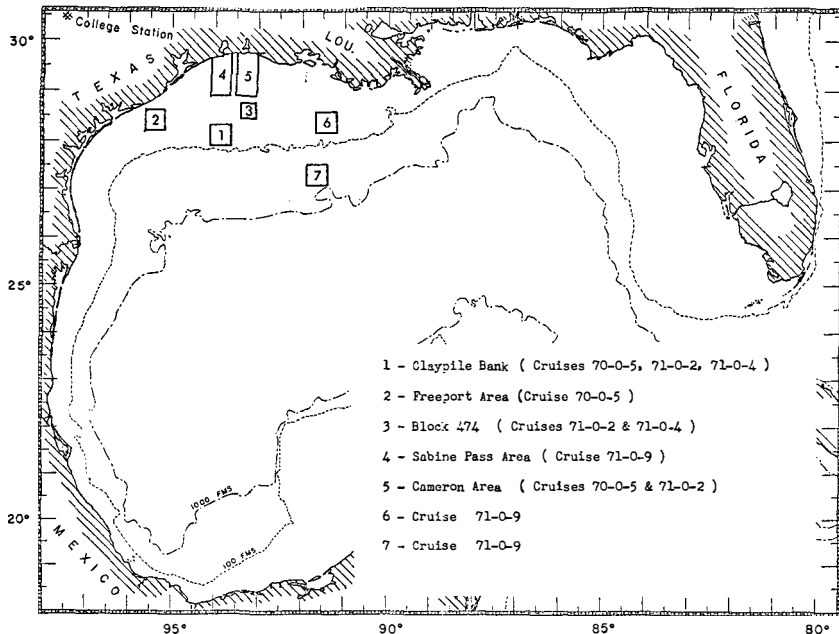 30°
* College Station
TEXAS
LOU.
FLORIDA
4
5
2
3
1
6
7
25°
1 - Claypile Bank ( Cruises 70-0-5, 71-0-2, 71-0-4 )
2 - Freeport Area (Cruise 70-0-5 )
3 - Block 474 ( Cruises 71-0-2 & 71-0-4 )
4 - Sabine Pass Area ( Cruise 71-0-9 )
5 - Cameron Area ( Cruises 70-0-5 & 71-0-2 )
6 - Cruise 71-0-9
7 - Cruise 71-0-9
1000 FMS
20°
100 FMS
MEXICO
95°
90°
85°
80°